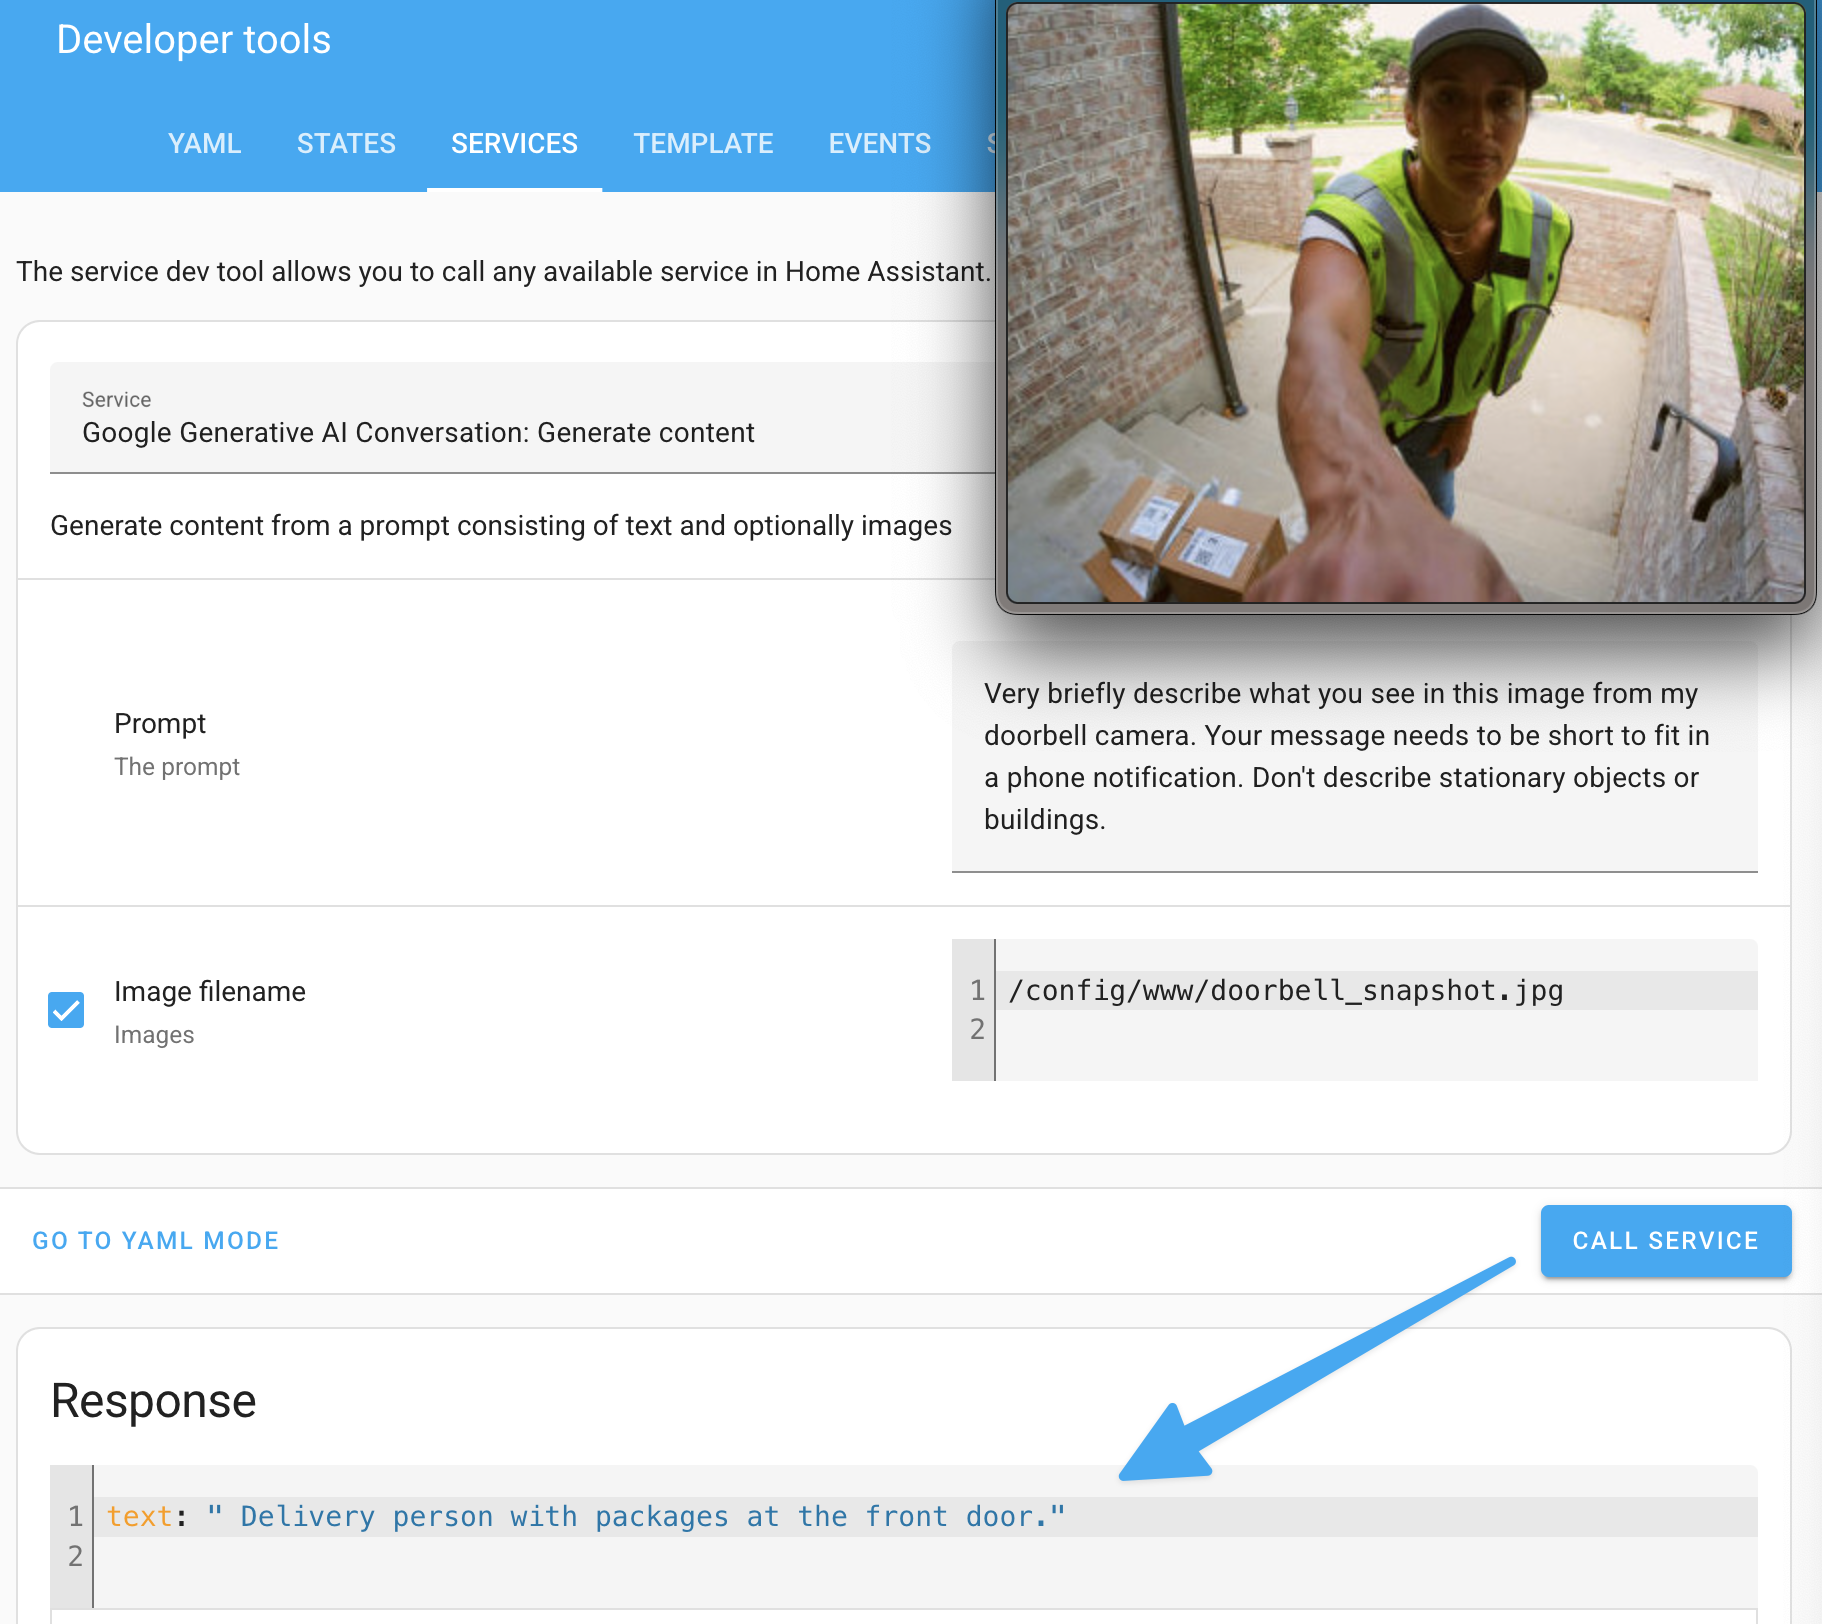 Developer tools
YAML STATES SERVICES TEMPLATE EVENTS
The service dev tool allows you to call any available service in Home Assistant.
Service
Google Generative AI Conversation: Generate content
Generate content from a prompt consisting of text and optionally images
Prompt
The prompt
Very briefly describe what you see in this image from my
doorbell camera. Your message needs to be short to fit in
a phone notification. Don't describe stationary objects or
buildings.
Image filename
Images
1 /config/www/doorbell_snapshot.jpg
2
GO TO YAML MODE
CALL SERVICE
Response
1 text: " Delivery person with packages at the front door."
2